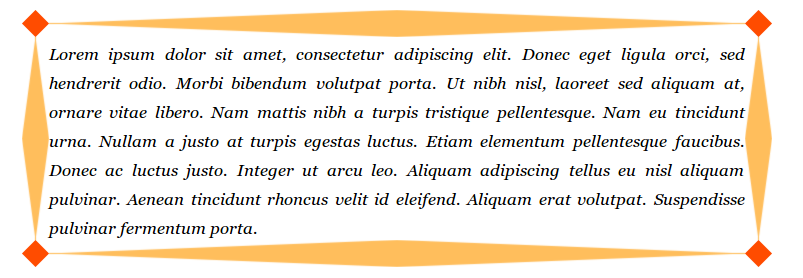 Lorem ipsum dolor sit amet, consectetur adipiscing elit. Donec eget ligula orci, sed
hendrerit odio. Morbi bibendum volutpat porta. Ut nibh nisl, laoreet sed aliquam at,
ornare vitae libero. Nam mattis nibh a turpis tristique pellentesque. Nam eu tincidunt
urna. Nullam a justo at turpis egestas luctus. Etiam elementum pellentesque faucibus.
Donec ac luctus justo. Integer ut arcu leo. Aliquam adipiscing tellus eu nisl aliquam
pulvinar. Aenean tincidunt rhoncus velit id eleifend. Aliquam erat volutpat. Suspendisse
pulvinar fermentum porta.